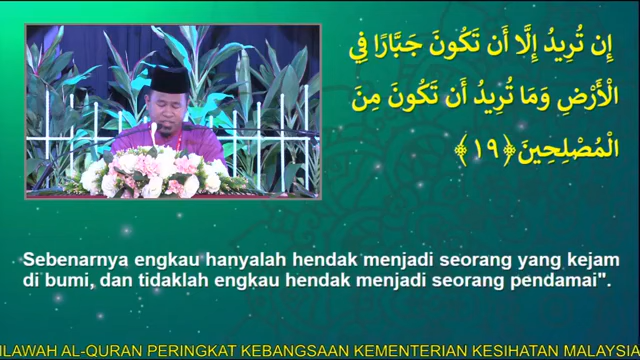 إِن تُرِيدُ إِلَّا أَن تَكُونَ جَبَّارًا فِي
الْأَرْضِ وَمَا تُرِيدُ أَن تَكُونَ مِنَ
الْمُصْلِحِينَ ﴿١٩﴾
Sebenarnya engkau hanyalah hendak menjadi seorang yang kejam
di bumi, dan tidaklah engkau hendak menjadi seorang pendamai".
ILAWAH AL-QURAN PERINGKAT KEBANGSAAN KEMENTERIAN KESIHATAN MALAYSIA